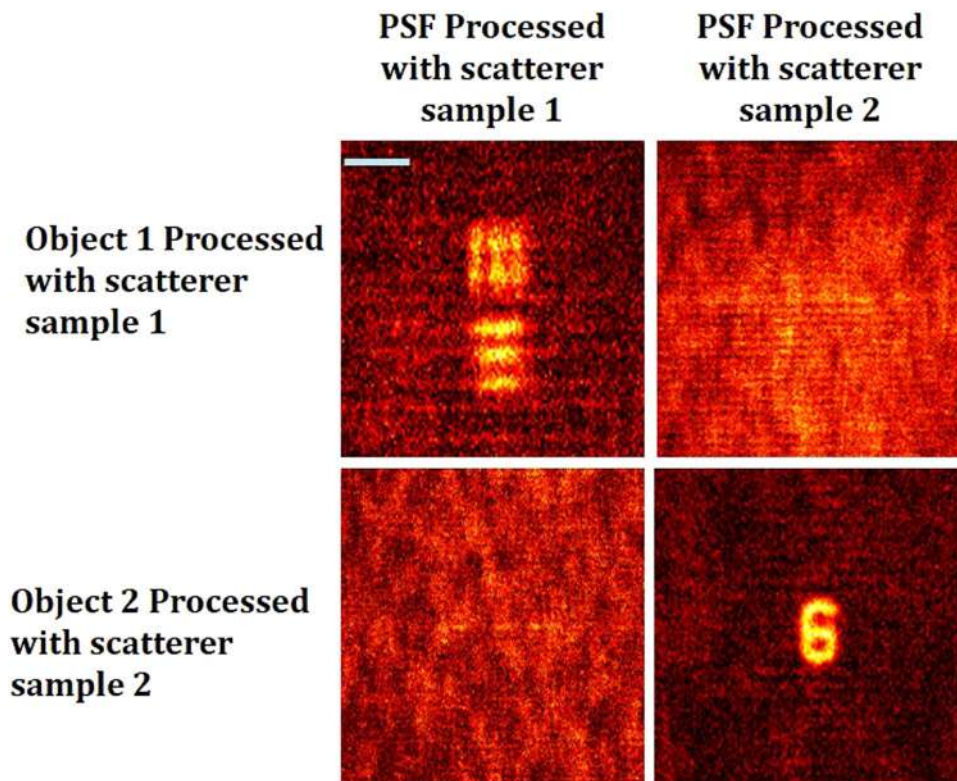 PSF Processed
with scatterer
sample 1
PSF Processed
with scatterer
sample 2
Object 1 Processed
with scatterer
sample 1
Object 2 Processed
with scatterer
sample 2
6